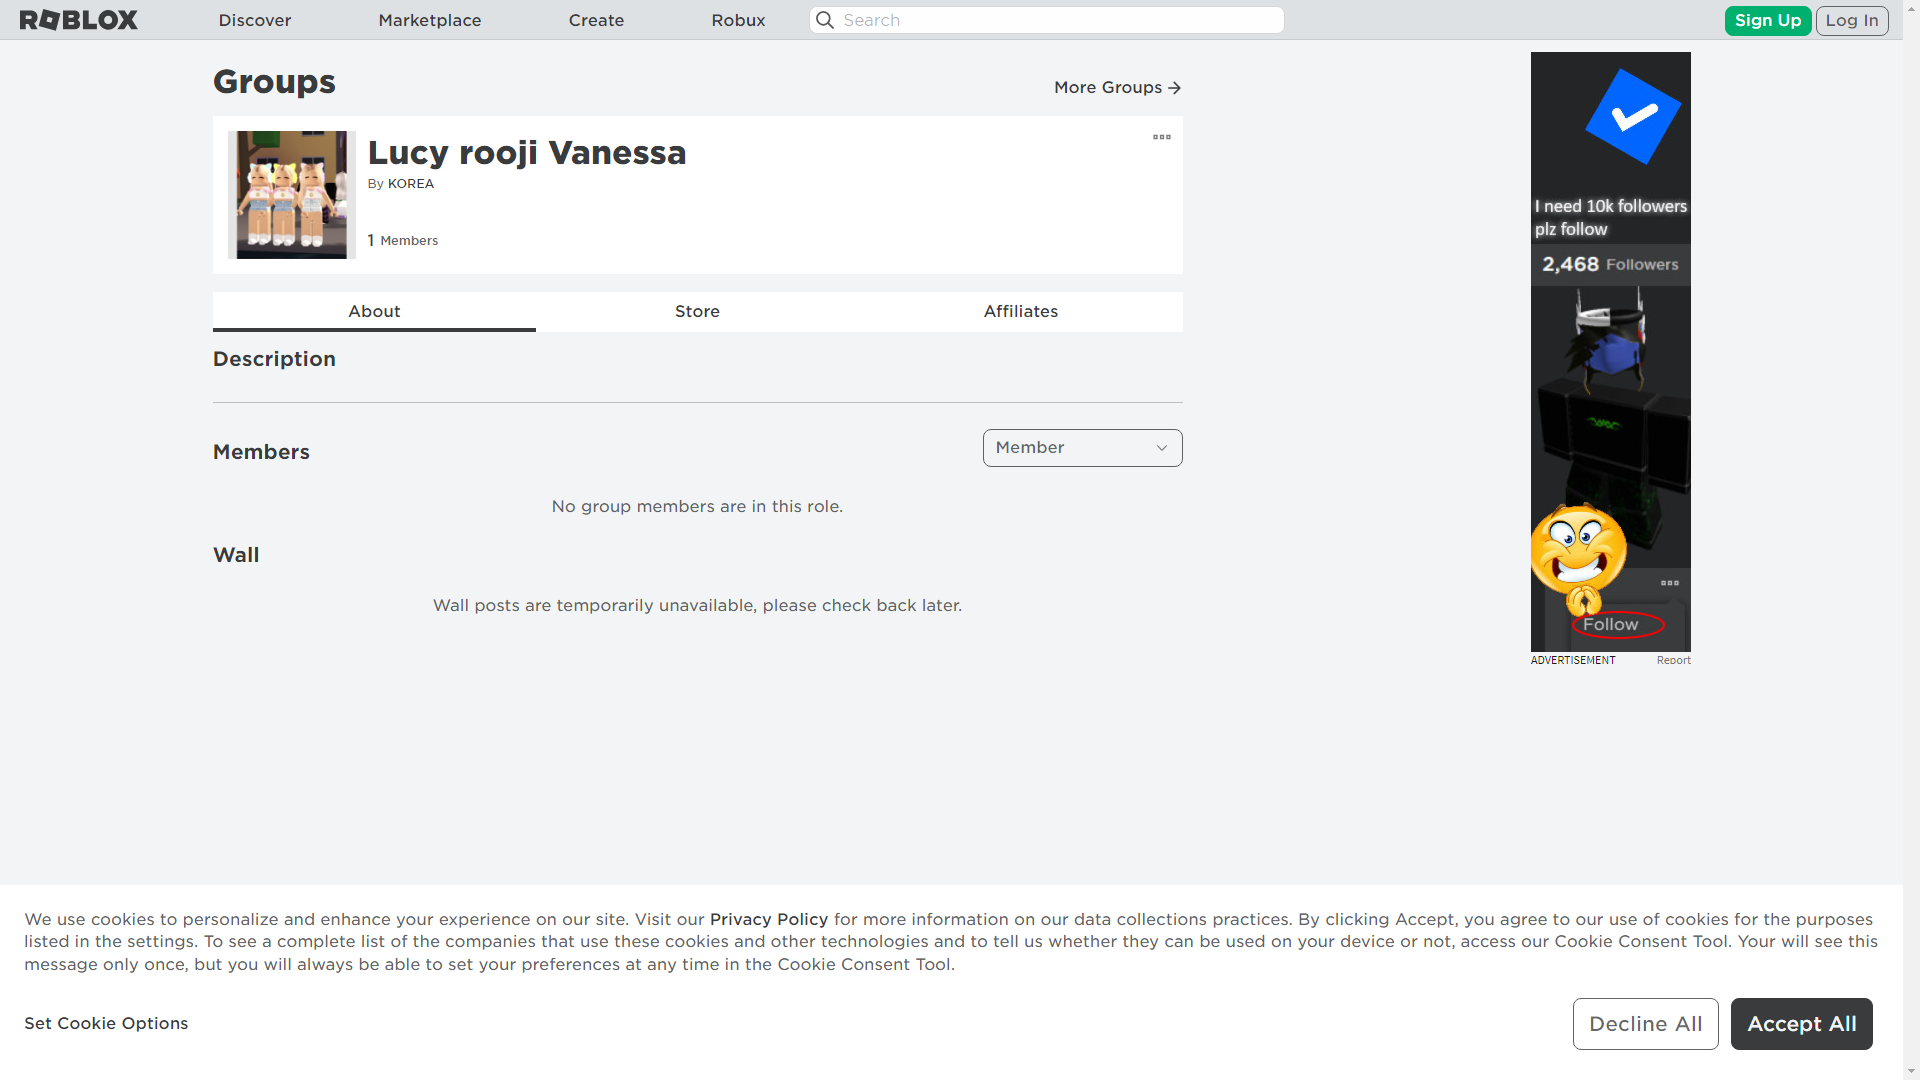 ROBLOX
Discover
Marketplace
Create
Robux
Search
Sign Up
Log In
Groups
More Groups
Lucy rooji Vanessa
By KOREA
1 Members
About
Store
Affiliates
Description
Members
Member
No group members are in this role.
Wall
Wall posts are temporarily unavailable, please check back later.
I need 10k followers
plz follow
2,468 Followers
Follow
ADVERTISEMENT
Report
We use cookies to personalize and enhance your experience on our site. Visit our Privacy Policy for more information on our data collections practices. By clicking Accept, you agree to our use of cookies for the purposes
listed in the settings. To see a complete list of the companies that use these cookies and other technologies and to tell us whether they can be used on your device or not, access our Cookie Consent Tool. Your will see this
message only once, but you will always be able to set your preferences at any time in the Cookie Consent Tool.
Set Cookie Options
Decline All
Accept All